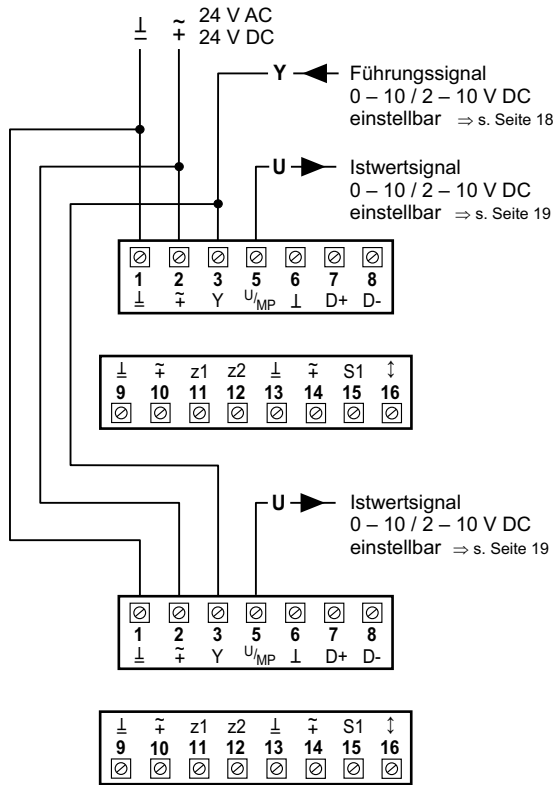 ⊥ ~ 24 V AC
+ 24 V DC
Y Führungssignal
0 – 10 / 2 – 10 V DC
einstellbar ⇒ s. Seite 18
U Istwertsignal
0 – 10 / 2 – 10 V DC
einstellbar ⇒ s. Seite 19
1 2 3 5 6 7 8
⊥ ~+ Y U/MP ⊥ D+ D-
⊥ ~+ z1 z2 ⊥ ~+ S1 ↕
9 10 11 12 13 14 15 16
U Istwertsignal
0 – 10 / 2 – 10 V DC
einstellbar ⇒ s. Seite 19
1 2 3 5 6 7 8
⊥ ~+ Y U/MP ⊥ D+ D-
⊥ ~+ z1 z2 ⊥ ~+ S1 ↕
9 10 11 12 13 14 15 16